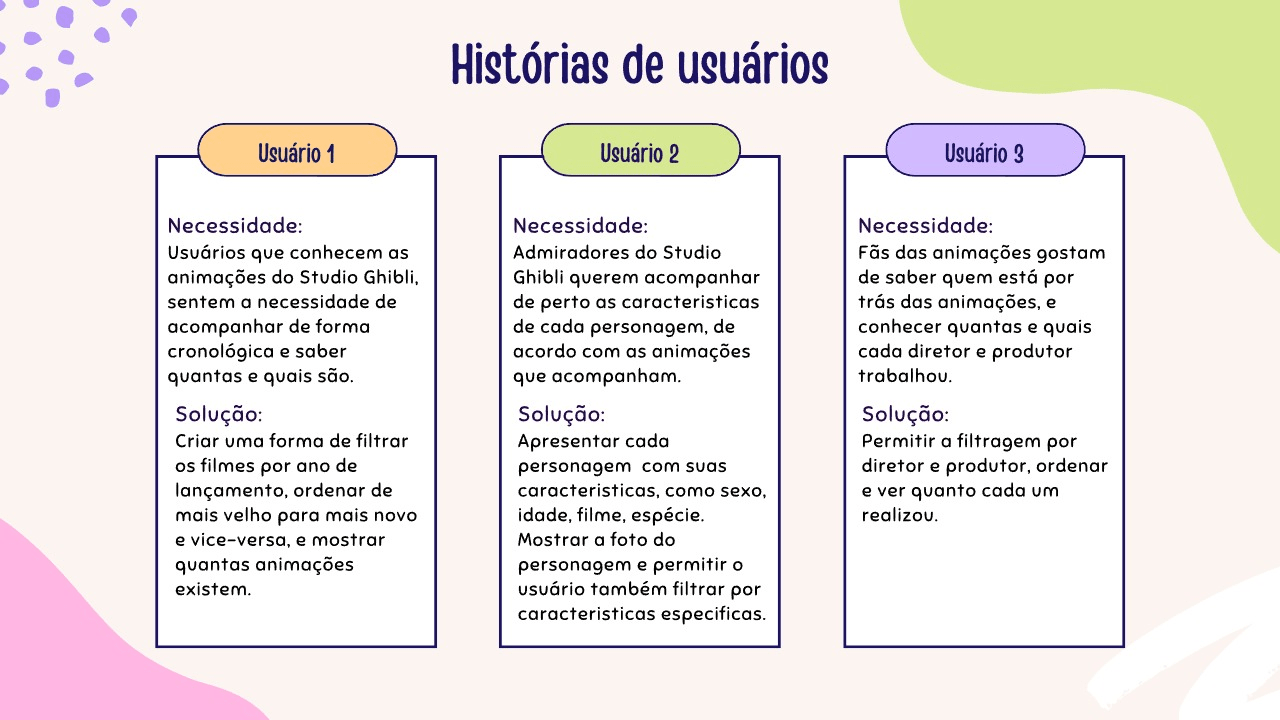 Histórias de usuários
Usuário 1
Necessidade:
Usuários que conhecem as
animações do Studio Ghibli,
sentem a necessidade de
acompanhar de forma
cronológica e saber
quantas e quais são.
Solução:
Criar uma forma de filtrar
os filmes por ano de
lançamento, ordenar de
mais velho para mais novo
e vice-versa, e mostrar
quantas animações
existem.
Usuário 2
Necessidade:
Admiradores do Studio
Ghibli querem acompanhar
de perto as caracteristicas
de cada personagem, de
acordo com as animações
que acompanham.
Solução:
Apresentar cada
personagem  com suas
caracteristicas, como sexo,
idade, filme, espécie.
Mostrar a foto do
personagem e permitir o
usuário também filtrar por
caracteristicas especificas.
Usuário 3
Necessidade:
Fãs das animações gostam
de saber quem está por
trás das animações, e
conhecer quantas e quais
cada diretor e produtor
trabalhou.
Solução:
Permitir a filtragem por
diretor e produtor, ordenar
e ver quanto cada um
realizou.